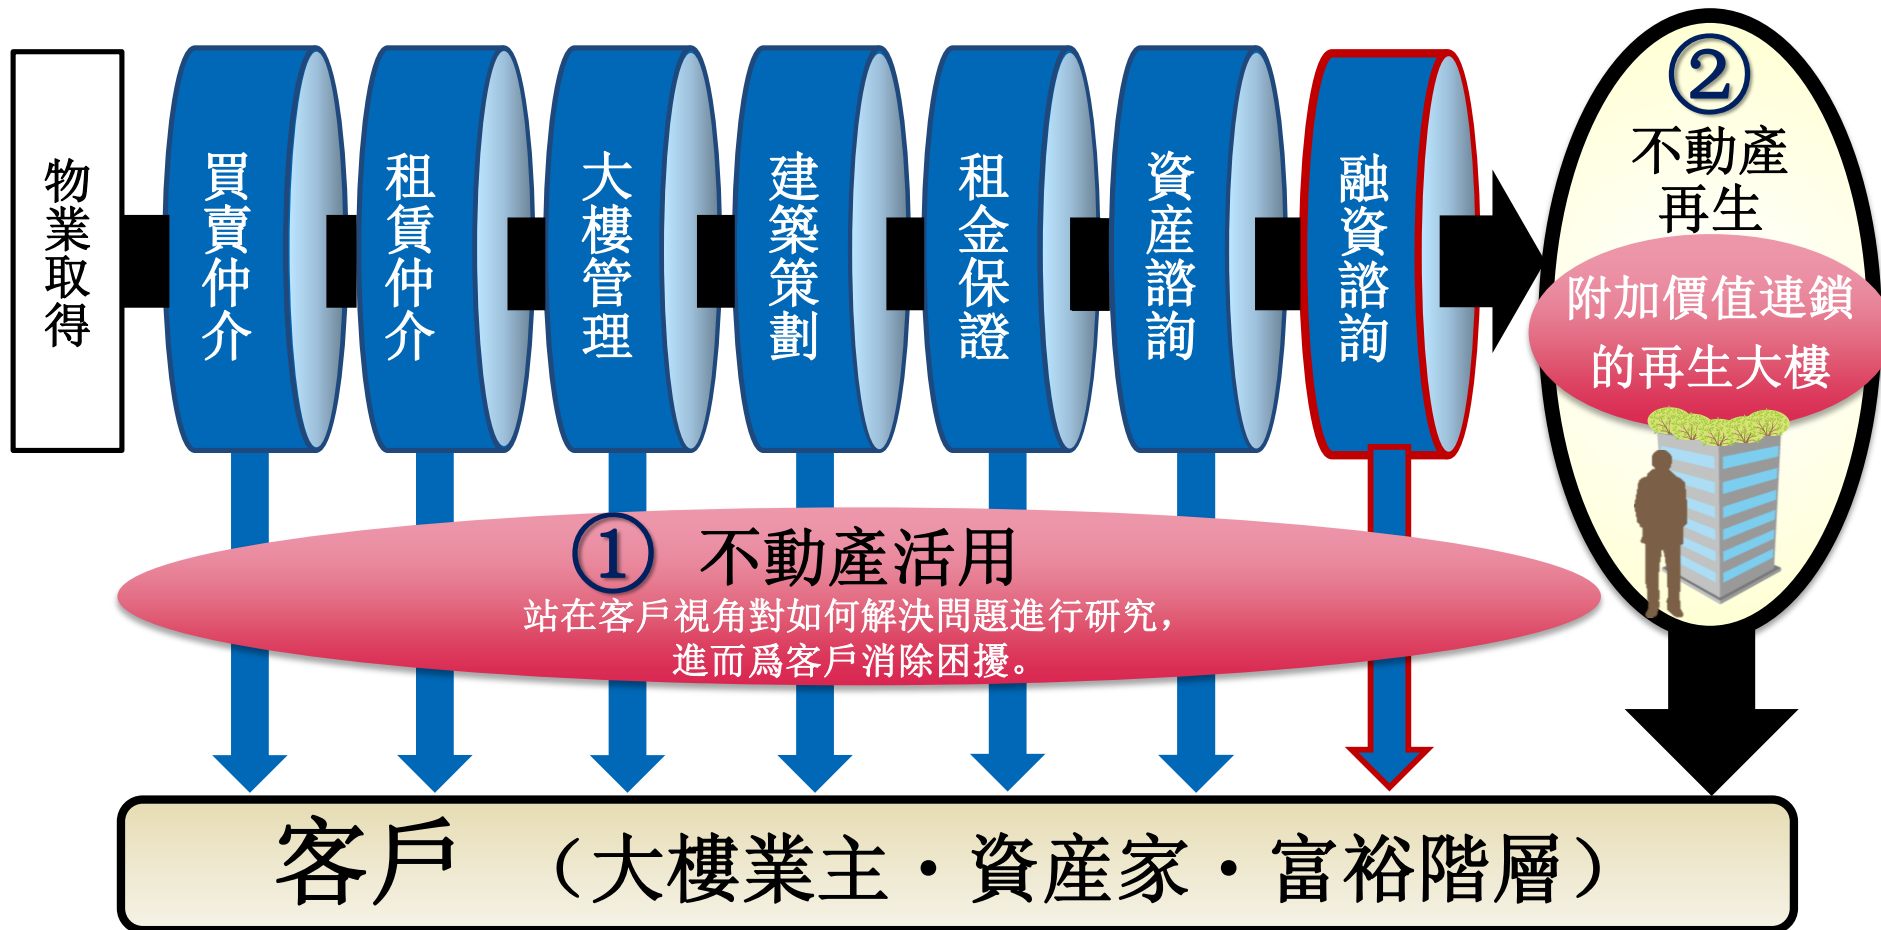 物業取得
買賣仲介
租賃仲介
大樓管理
建築策劃
租金保證
資産諮詢
融資諮詢
②
不動產
再生
附加價值連鎖
的再生大樓
① 不動產活用
站在客戶視角對如何解決問題進行研究，
進而爲客戶消除困擾。
客戶 （大樓業主・資産家・富裕階層）